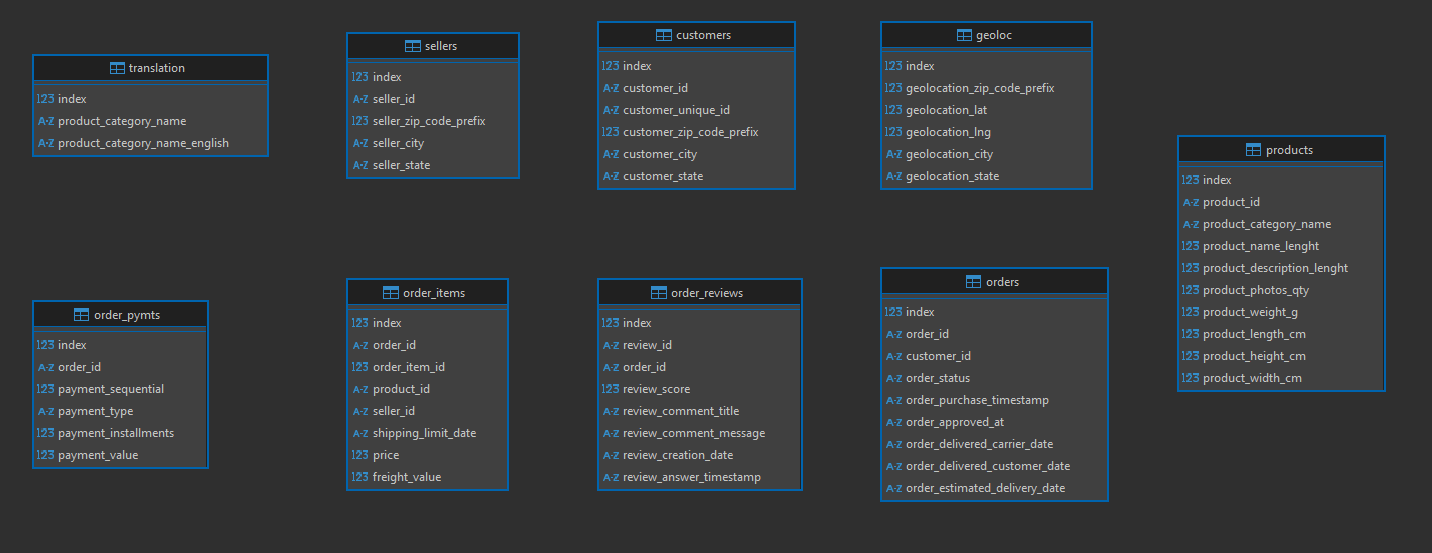 translation
123 index
A-Z product_category_name
A-Z product_category_name_english
sellers
123 index
A-Z seller_id
123 seller_zip_code_prefix
A-Z seller_city
A-Z seller_state
customers
123 index
A-Z customer_id
A-Z customer_unique_id
123 customer_zip_code_prefix
A-Z customer_city
A-Z customer_state
geoloc
123 index
123 geolocation_zip_code_prefix
123 geolocation_lat
123 geolocation_lng
A-Z geolocation_city
A-Z geolocation_state
products
123 index
A-Z product_id
A-Z product_category_name
123 product_name_lenght
123 product_description_lenght
123 product_photos_qty
123 product_weight_g
123 product_length_cm
123 product_height_cm
123 product_width_cm
order_pymts
123 index
A-Z order_id
123 payment_sequential
A-Z payment_type
123 payment_installments
123 payment_value
order_items
123 index
A-Z order_id
123 order_item_id
A-Z product_id
A-Z seller_id
A-Z shipping_limit_date
123 price
123 freight_value
order_reviews
123 index
A-Z review_id
A-Z order_id
123 review_score
A-Z review_comment_title
A-Z review_comment_message
A-Z review_creation_date
A-Z review_answer_timestamp
orders
123 index
A-Z order_id
A-Z customer_id
A-Z order_status
A-Z order_purchase_timestamp
A-Z order_approved_at
A-Z order_delivered_carrier_date
A-Z order_delivered_customer_date
A-Z order_estimated_delivery_date